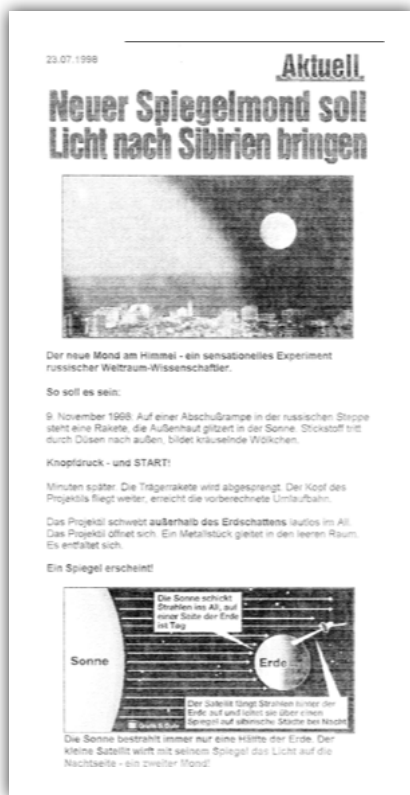 23.07.1998
Aktuell
Neuer Spiegelmond soll
Licht nach Sibirien bringen
Der neue Mond am Himmel - ein sensationelles Experiment
russischer Weltraum-Wissenschaftler.
So soll es sein:
9. November 1998: Auf einer Abschußrampe in der russischen Steppe
steht eine Rakete, die Außenhaut glitzert in der Sonne. Stickstoff tritt
durch Düsen nach außen, bildet kräuselnde Wölkchen.
Knopfdruck - und START!
Minuten später. Die Trägerrakete wird abgesprengt. Der Kopf des
Projektils fliegt weiter, erreicht die vorberechnete Umlaufbahn.
Das Projektil schwebt außerhalb des Erdschattens lautlos im All.
Das Projektil öffnet sich. Ein Metallstück gleitet in den leeren Raum.
Es entfaltet sich.
Ein Spiegel erscheint!
Die Sonne schickt
Strahlen ins All, auf
einer Seite der Erde
ist Tag
Sonne
Erde
Der Satellit fängt Strahlen hinter der
Erde auf und leitet sie über einen
Spiegel auf sibirische Städte bei Nacht
Die Sonne bestrahlt immer nur eine Hälfte der Erde. Der
kleine Satellit wirft mit seinem Spiegel das Licht auf die
Nachtseite - ein zweiter Mond!